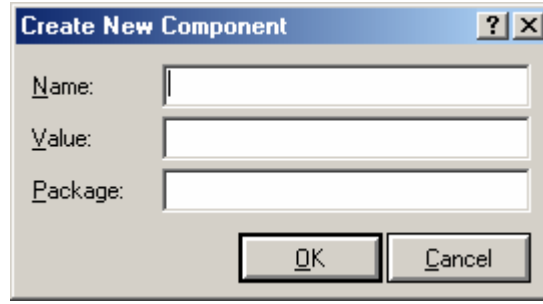 Create New Component ? X
Name:
Value:
Package:
OK Cancel